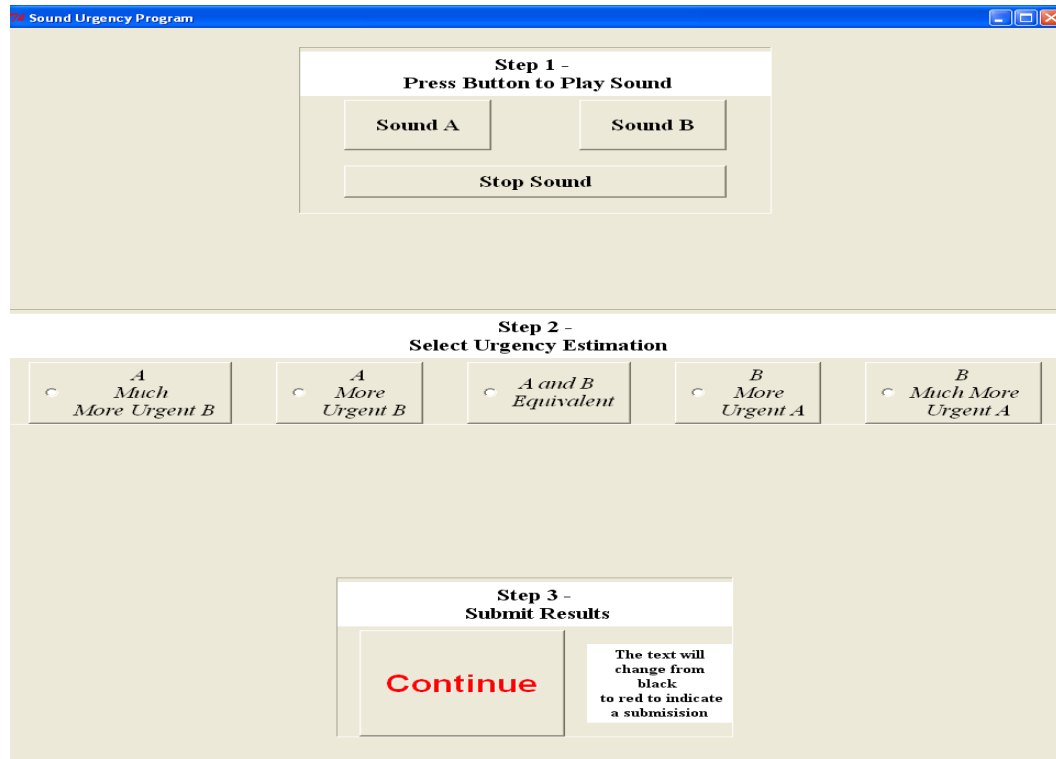 Sound Urgency Program
Step 1 -
Press Button to Play Sound
Sound A
Sound B
Stop Sound
Step 2 -
Select Urgency Estimation
A
Much
More Urgent B
A
More
Urgent B
A and B
Equivalent
B
More
Urgent A
B
Much More
Urgent A
Step 3 -
Submit Results
Continue
The text will
change from
black
to red to indicate
a submisision